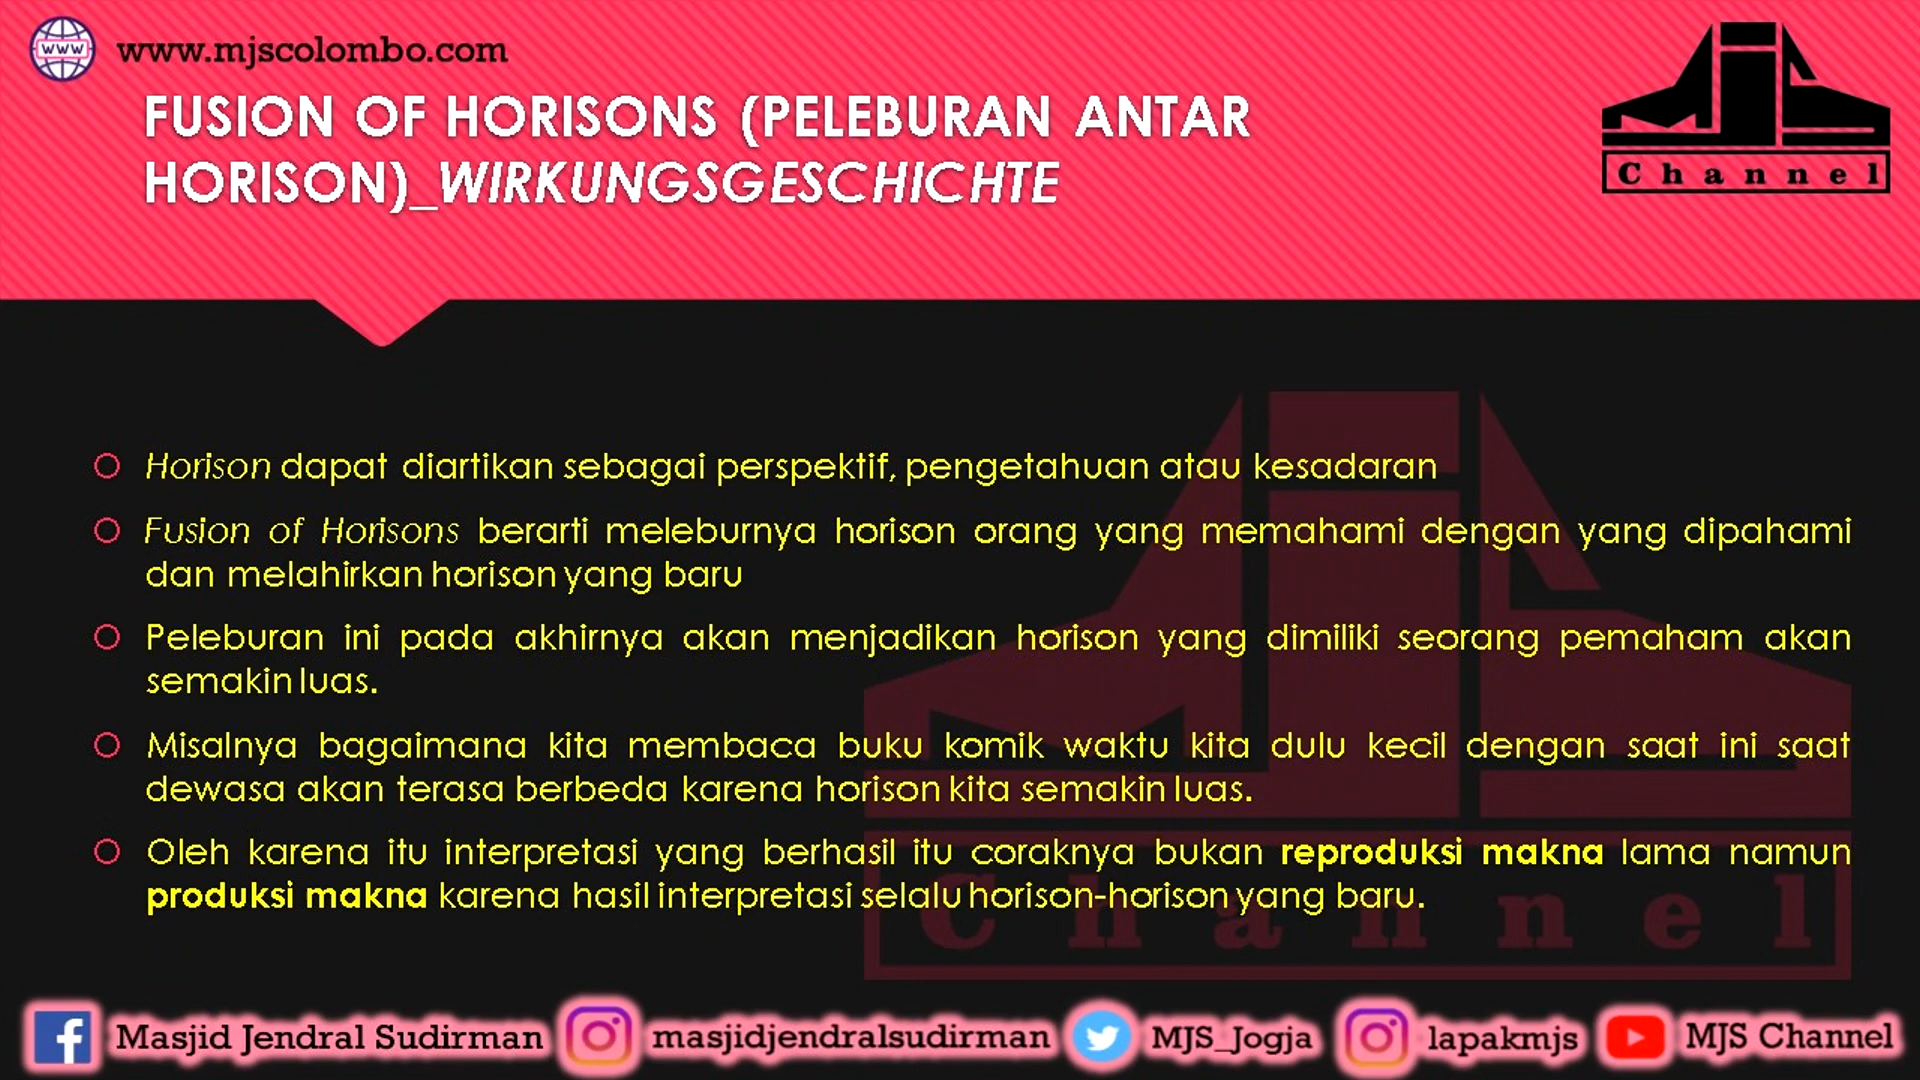 www.mjscolombo.com
FUSION OF HORISONS (PELEBURAN ANTAR
HORISON)_WIRKUNGSGESCHICHTE
MJS
Channel
Horison dapat diartikan sebagai perspektif, pengetahuan atau kesadaran
Fusion of Horisons berarti meleburnya horison orang yang memahami dengan yang dipahami
dan melahirkan horison yang baru
Peleburan ini pada akhirnya akan menjadikan horison yang dimiliki seorang pemaham akan
semakin luas.
Misalnya bagaimana kita membaca buku komik waktu kita dulu kecil dengan saat ini saat
dewasa akan terasa berbeda karena horison kita semakin luas.
Oleh karena itu interpretasi yang berhasil itu coraknya bukan reproduksi makna lama namun
produksi makna karena hasil interpretasi selalu horison-horison yang baru.
Channel
Masjid Jendral Sudirman masjidjendralsudirman MJS_Jogja lapakmjs MJS Channel